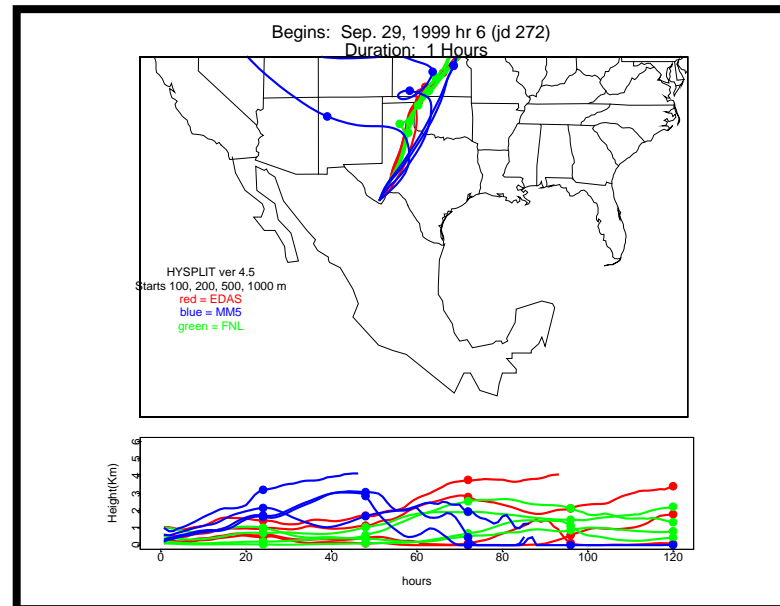 Begins:  Sep. 29, 1999 hr 6 (jd 272)
Duration:  1 Hours
HYSPLIT ver 4.5
Starts 100, 200, 500, 1000 m
red = EDAS
blue = MM5
green = FNL
Height(Km)
6
5
4
3
2
1
0
0 20 40 60 80 100 120
hours